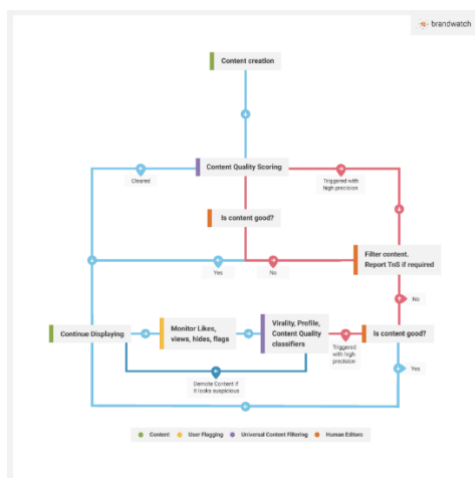 brandwatch
Content creation
Content Quality Scoring
Cleared
Triggered with
high precision
Is content good?
Filter content.
Report ToS if required
Yes
No
No
Continue Displaying
Monitor Likes,
views, hides, flags
Virality, Profile,
Content Quality
classifiers
Is content good?
Triggered
with high
precision
Yes
Demote Content if
it looks suspicious
Content
User Flagging
Universal Content Filtering
Human Editors